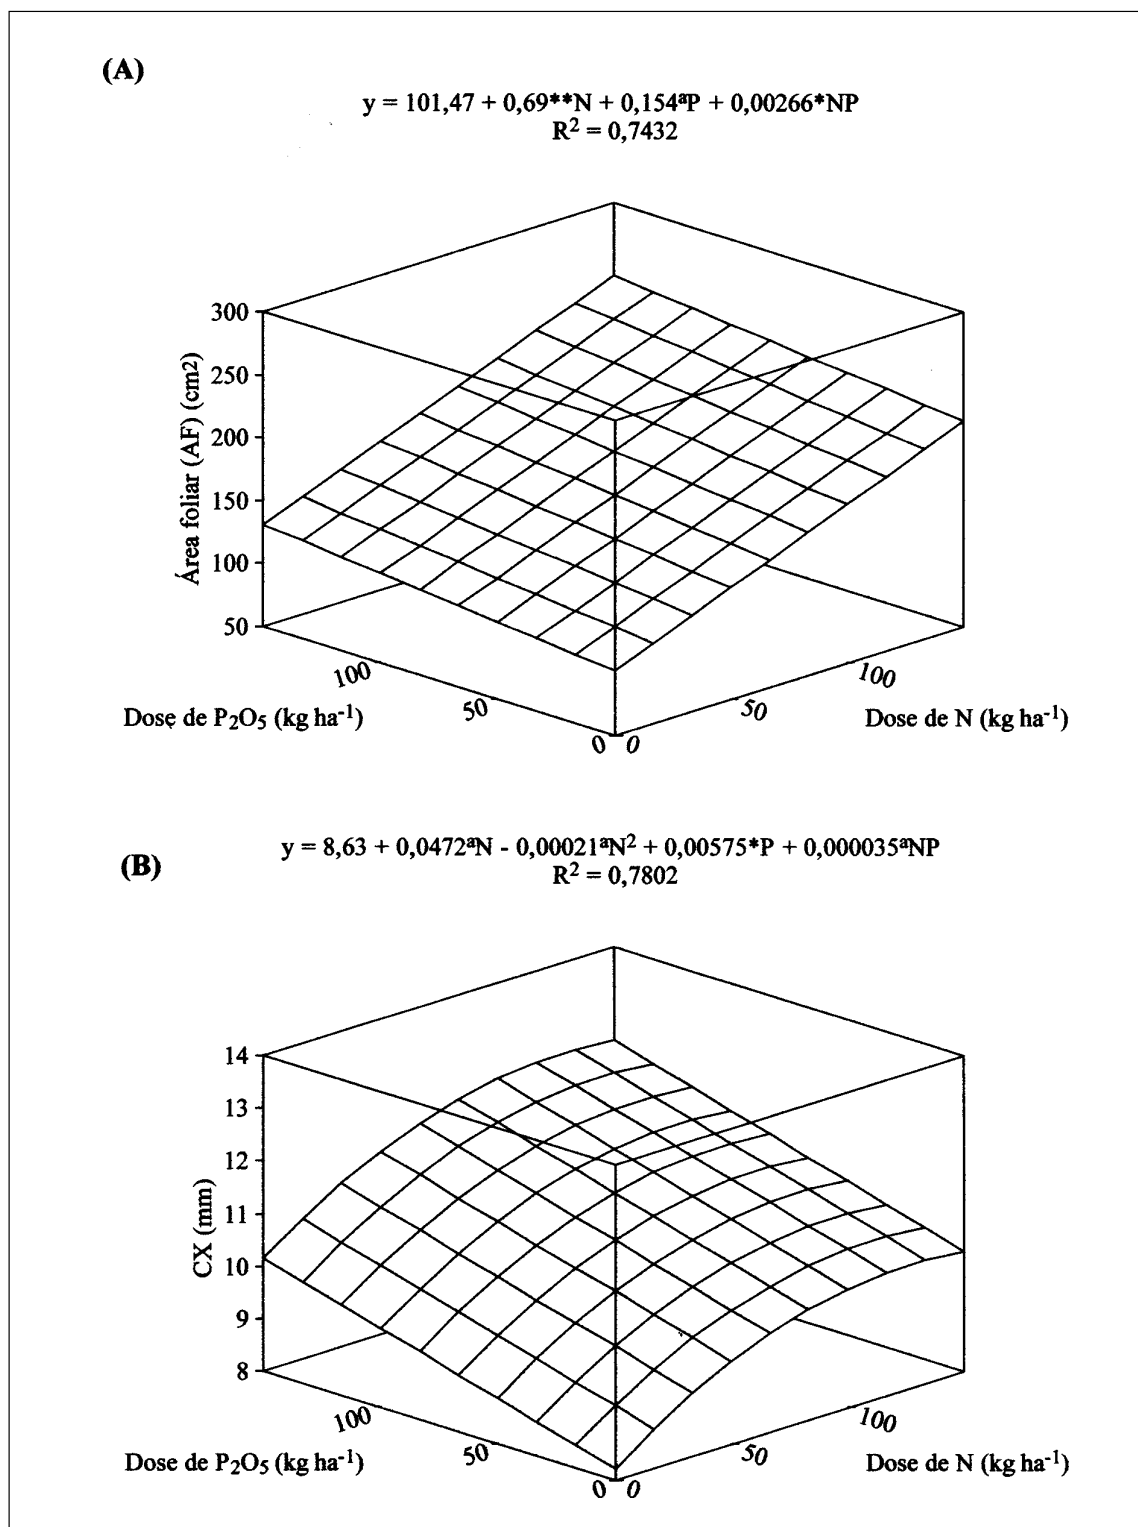 (A)
y = 101,47 + 0,69**N + 0,154ªP + 0,00266*NP
R² = 0,7432
300
250
200
150
100
50
Área foliar (AF) (cm2)
100
50
0
0
50
100
Dose de P₂O₅ (kg ha⁻¹)
Dose de N (kg ha⁻¹)
(B)
y = 8,63 + 0,0472ªN - 0,00021ªN² + 0,00575*P + 0,000035ªNP
R² = 0,7802
14
13
12
11
10
9
8
CX (mm)
100
50
0
0
50
100
Dose de P₂O₅ (kg ha⁻¹)
Dose de N (kg ha⁻¹)